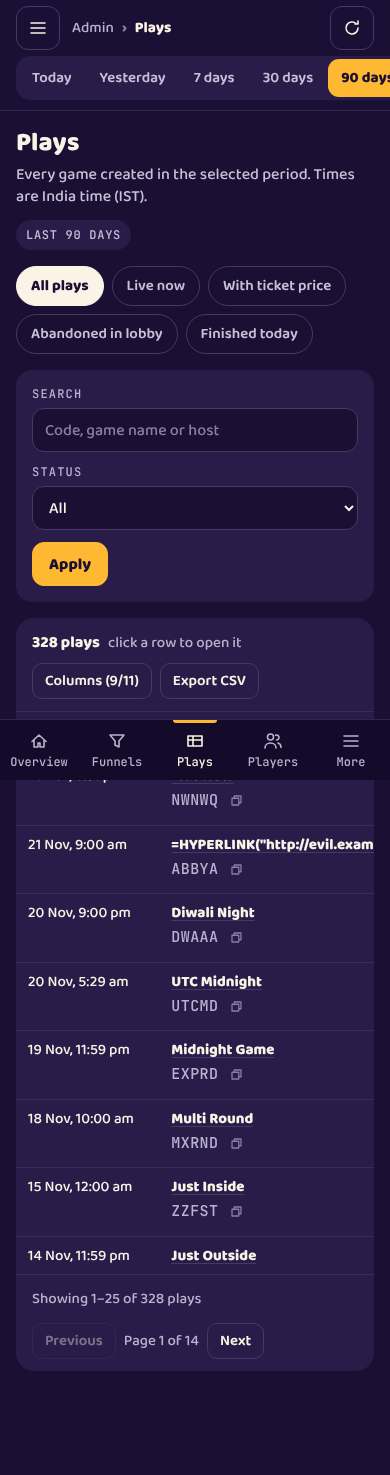 Admin › Plays
Today Yesterday 7 days 30 days 90 days
Plays
Every game created in the selected period. Times
are India time (IST).
LAST 90 DAYS
All plays Live now With ticket price
Abandoned in lobby Finished today
SEARCH
Code, game name or host
STATUS
All
Apply
328 plays click a row to open it
Columns (9/11) Export CSV
Overview Funnels Plays Players More
NWNWQ
21 Nov, 9:00 am =HYPERLINK("http://evil.exam
ABBYA
20 Nov, 9:00 pm Diwali Night
DWAAA
20 Nov, 5:29 am UTC Midnight
UTCMD
19 Nov, 11:59 pm Midnight Game
EXPRD
18 Nov, 10:00 am Multi Round
MXRND
15 Nov, 12:00 am Just Inside
ZZFST
14 Nov, 11:59 pm Just Outside
Showing 1–25 of 328 plays
Previous Page 1 of 14 Next